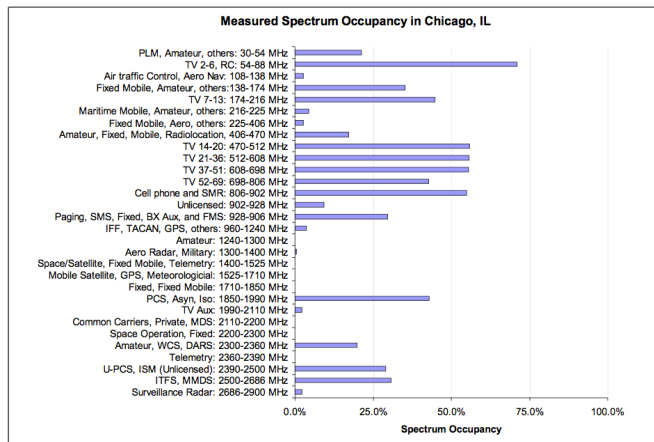 Measured Spectrum Occupancy in Chicago, IL
PLM, Amateur, others: 30-54 MHz
TV 2-6, RC: 54-88 MHz
Air traffic Control, Aero Nav: 108-138 MHz
Fixed Mobile, Amateur, others:138-174 MHz
TV 7-13: 174-216 MHz
Maritime Mobile, Amateur, others: 216-225 MHz
Fixed Mobile, Aero, others: 225-406 MHz
Amateur, Fixed, Mobile, Radiolocation, 406-470 MHz
TV 14-20: 470-512 MHz
TV 21-36: 512-608 MHz
TV 37-51: 608-698 MHz
TV 52-69: 698-806 MHz
Cell phone and SMR: 806-902 MHz
Unlicensed: 902-928 MHz
Paging, SMS, Fixed, BX Aux, and FMS: 928-906 MHz
IFF, TACAN, GPS, others: 960-1240 MHz
Amateur: 1240-1300 MHz
Aero Radar, Military: 1300-1400 MHz
Space/Satellite, Fixed Mobile, Telemetry: 1400-1525 MHz
Mobile Satellite, GPS, Meteorologicial: 1525-1710 MHz
Fixed, Fixed Mobile: 1710-1850 MHz
PCS, Asyn, Iso: 1850-1990 MHz
TV Aux: 1990-2110 MHz
Common Carriers, Private, MDS: 2110-2200 MHz
Space Operation, Fixed: 2200-2300 MHz
Amateur, WCS, DARS: 2300-2360 MHz
Telemetry: 2360-2390 MHz
U-PCS, ISM (Unlicensed): 2390-2500 MHz
ITFS, MMDS: 2500-2686 MHz
Surveillance Radar: 2686-2900 MHz
0.0% 25.0% 50.0% 75.0% 100.0%
Spectrum Occupancy